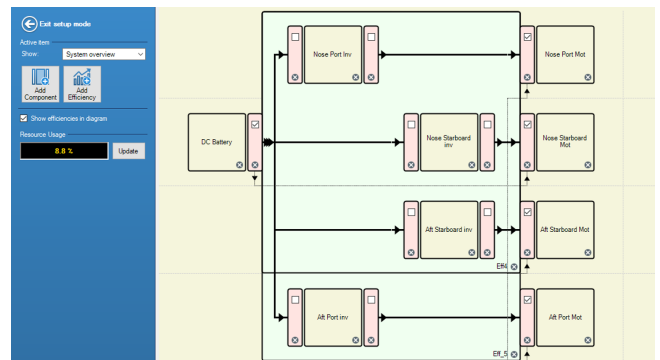 Exit setup mode
Active item
Show: System overview
Add Component
Add Efficiency
Show efficiencies in diagram
Resource Usage
8.8 %
Update
Nose Port Inv
Nose Port Mot
DC Battery
Nose Starboard
inv
Nose Starboard
Mot
Aft Starboard inv
Aft Starboard Mot
Eff4
Aft Port inv
Aft Port Mot
Eff_5